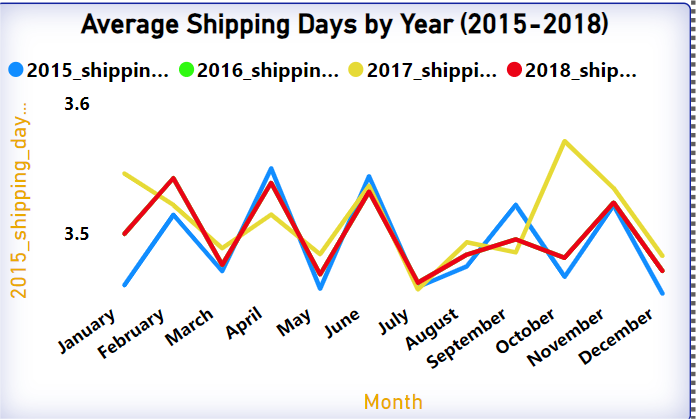 Average Shipping Days by Year (2015-2018)
2015_shippin... 2016_shippin... 2017_shippi... 2018_ship...
3.6
3.5
2015_shipping_day...
January February March April May June July August September October November December
Month